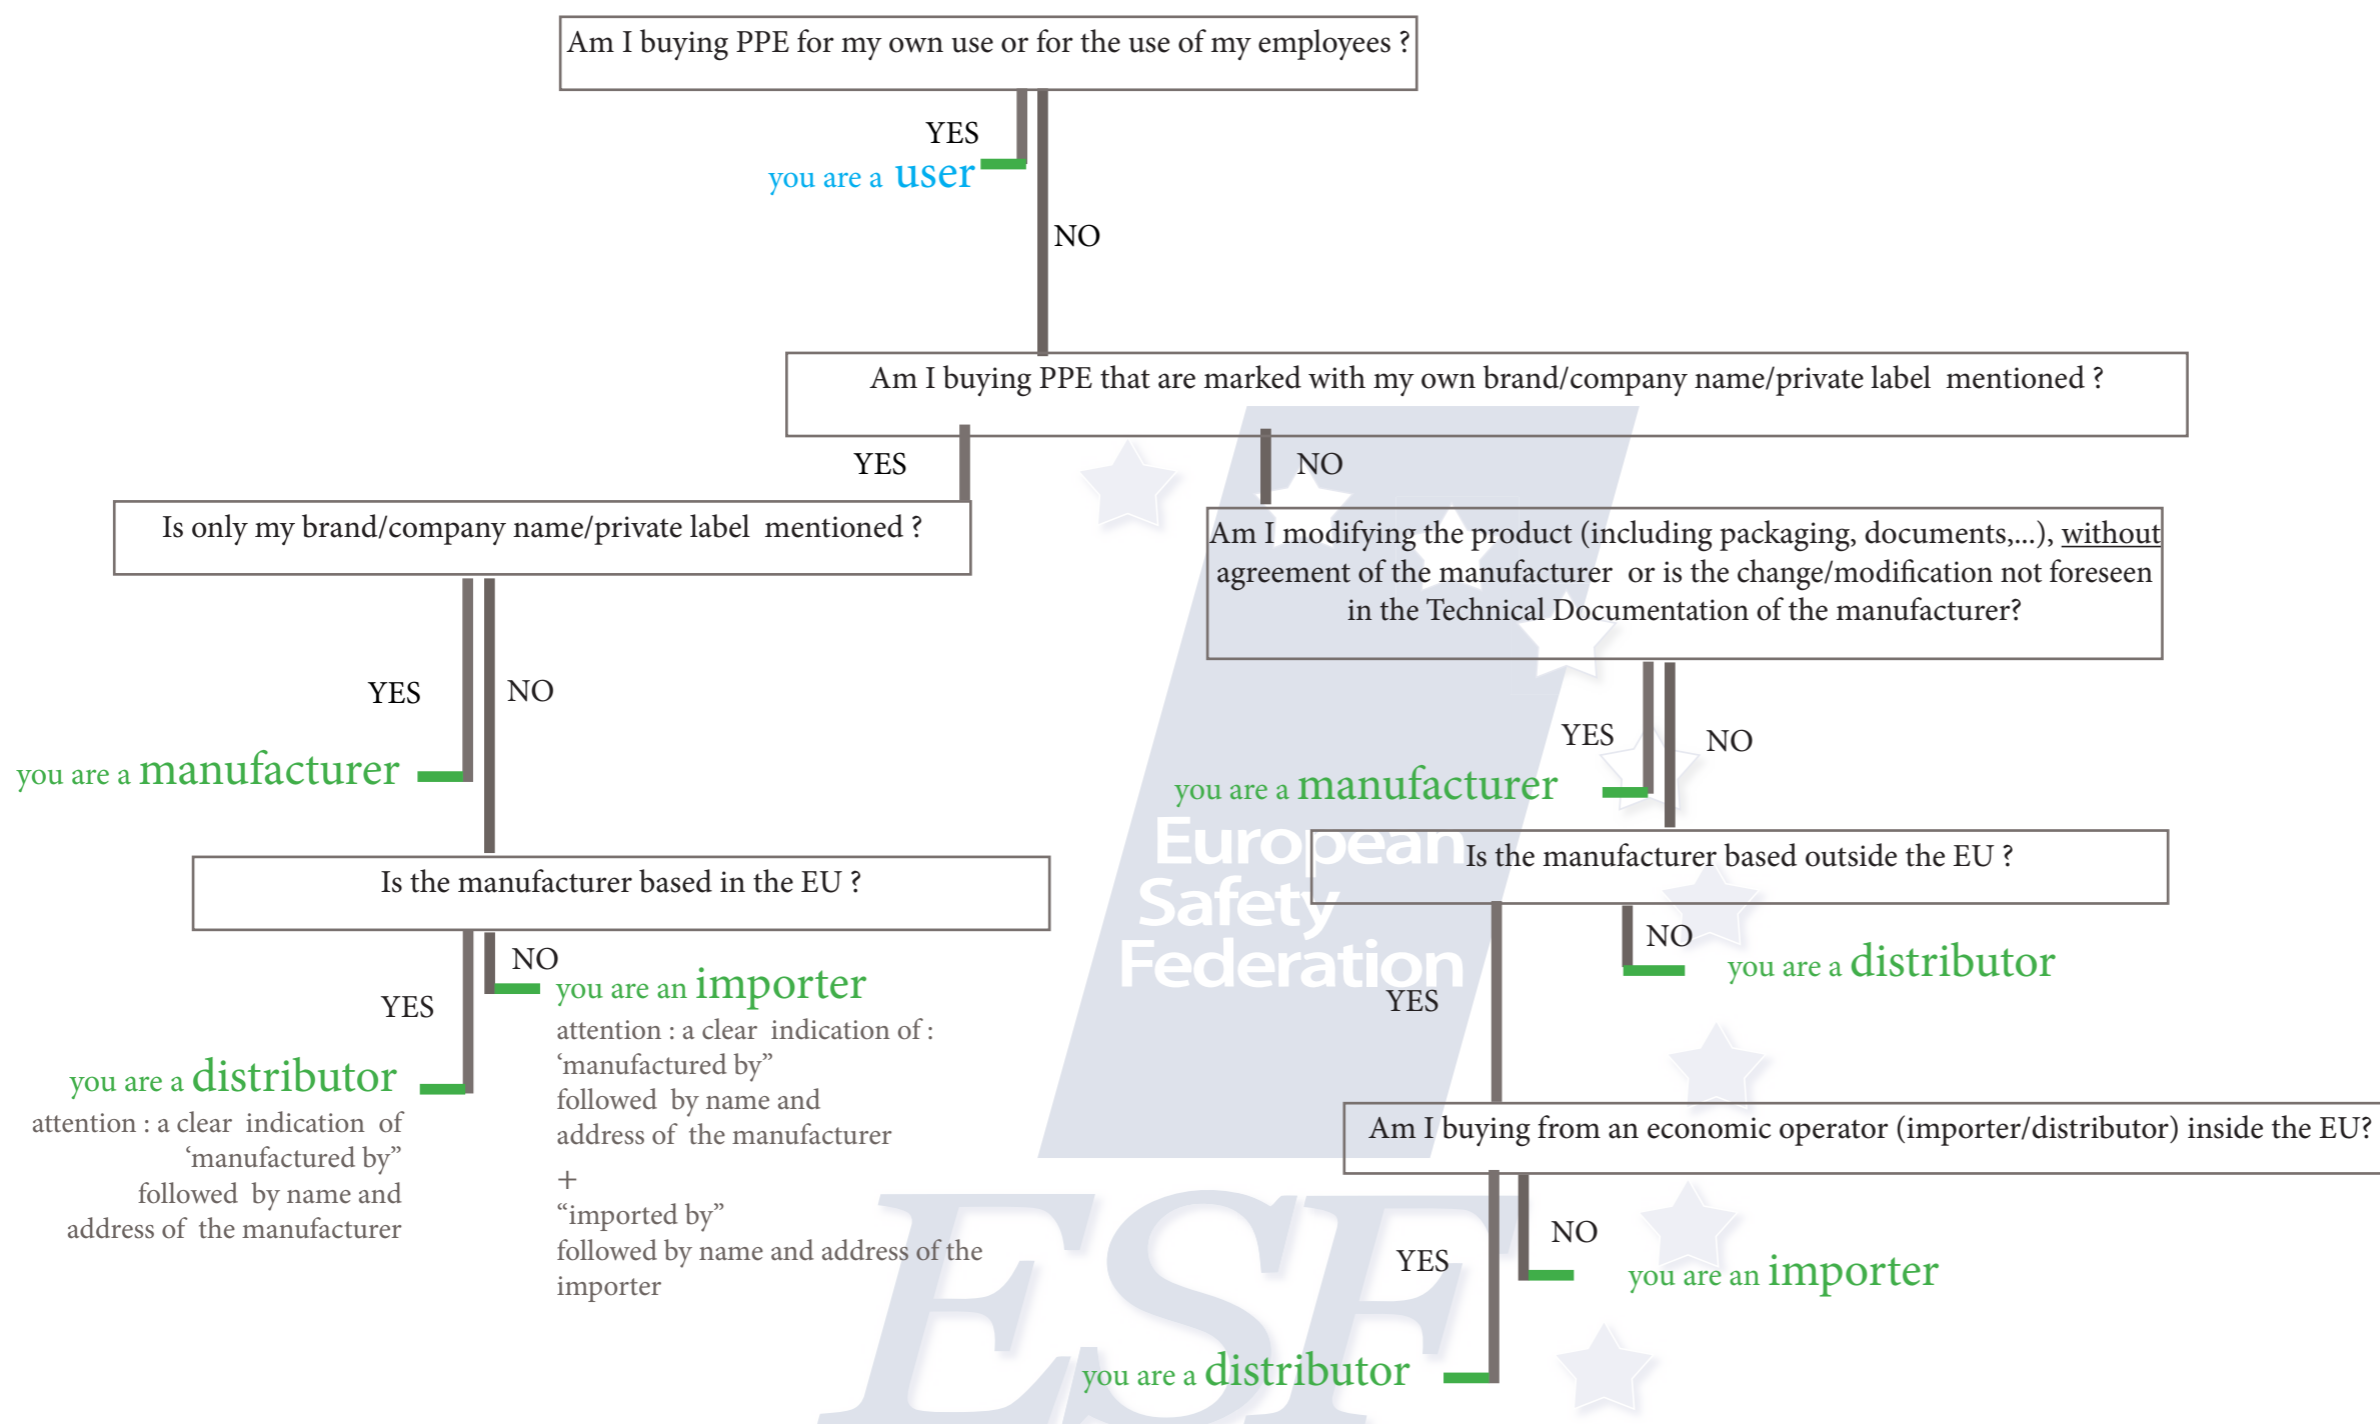 Am I buying PPE for my own use or for the use of my employees ?
YES
you are a user
NO
Am I buying PPE that are marked with my own brand/company name/private label mentioned ?
YES
NO
Is only my brand/company name/private label mentioned ?
Am I modifying the product (including packaging, documents,...), without
agreement of the manufacturer or is the change/modification not foreseen
in the Technical Documentation of the manufacturer?
YES
NO
YES
NO
you are a manufacturer
you are a manufacturer
European
Safety
Federation
Is the manufacturer based in the EU ?
Is the manufacturer based outside the EU ?
NO
you are an importer
YES
attention : a clear indication of :
‘manufactured by”
followed by name and
address of the manufacturer
+
“imported by”
followed by name and address of the
importer
you are a distributor
attention : a clear indication of
‘manufactured by”
followed by name and
address of the manufacturer
NO
you are a distributor
YES
Am I buying from an economic operator (importer/distributor) inside the EU?
NO
you are an importer
YES
you are a distributor
ESF